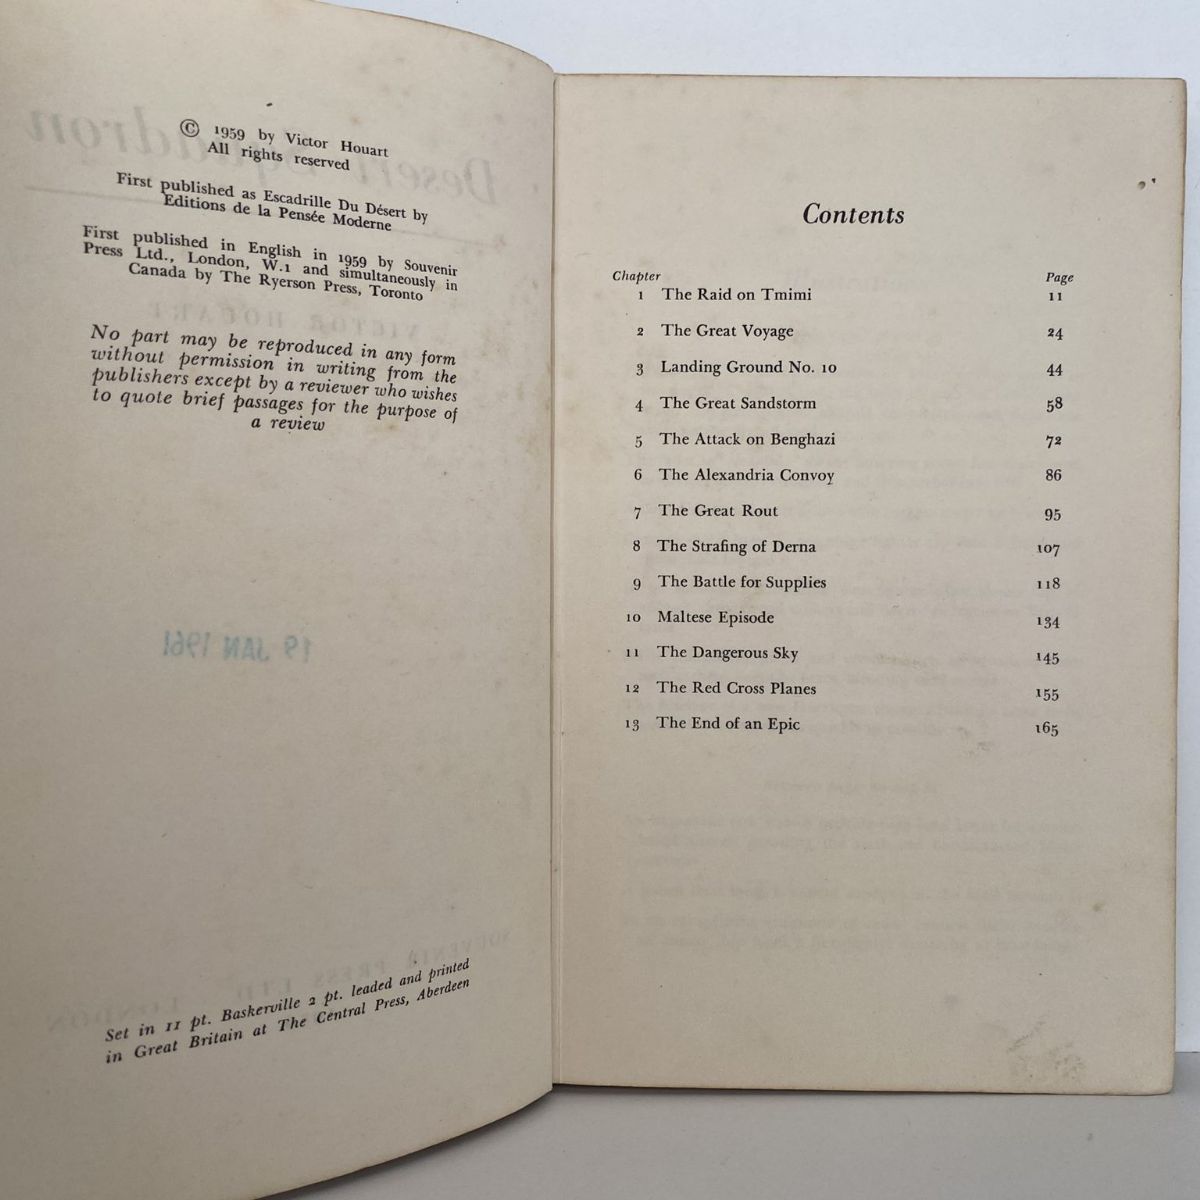 © 1959 by Victor Houart
All rights reserved
First published as Escadrille Du Désert by
Editions de la Pensée Moderne
First published in English in 1959 by Souvenir
Press Ltd., London, W.1 and simultaneously in
Canada by The Ryerson Press, Toronto
No part may be reproduced in any form
without permission in writing from the
publishers except by a reviewer who wishes
to quote brief passages for the purpose of
a review
19 JAN 1961
Set in 11 pt. Baskerville 2 pt. leaded and printed
in Great Britain at The Central Press, Aberdeen
Contents
Chapter Page
1 The Raid on Tmimi 11
2 The Great Voyage 24
3 Landing Ground No. 10 44
4 The Great Sandstorm 58
5 The Attack on Benghazi 72
6 The Alexandria Convoy 86
7 The Great Rout 95
8 The Strafing of Derna 107
9 The Battle for Supplies 118
10 Maltese Episode 134
11 The Dangerous Sky 145
12 The Red Cross Planes 155
13 The End of an Epic 165